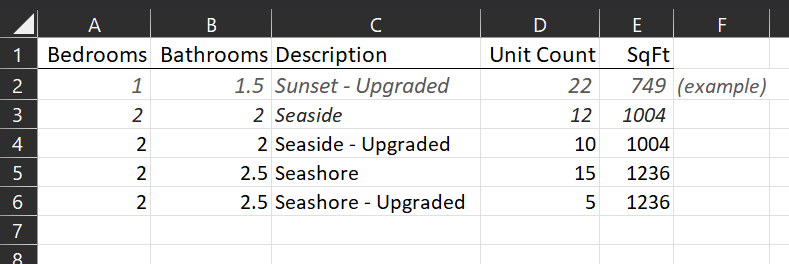 A B C D E F
1 Bedrooms Bathrooms Description Unit Count SqFt
2 1 1.5 Sunset - Upgraded 22 749 (example)
3 2 2 Seaside 12 1004
4 2 2 Seaside - Upgraded 10 1004
5 2 2.5 Seashore 15 1236
6 2 2.5 Seashore - Upgraded 5 1236
7
8